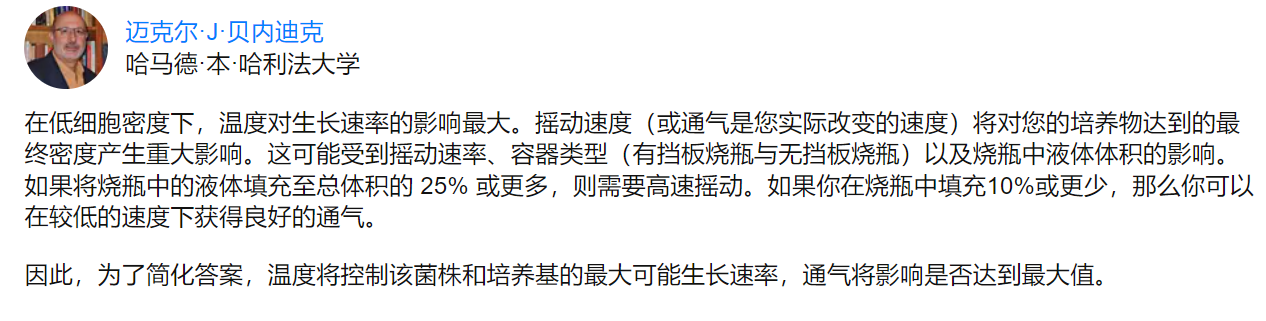 迈克尔·J·贝内迪克
哈马德·本·哈利法大学
在低细胞密度下，温度对生长速率的影响最大。摇动速度（或通气是您实际改变的速度）将对您的培养物达到的最
终密度产生重大影响。这可能受到摇动速率、容器类型（有挡板烧瓶与无挡板烧瓶）以及烧瓶中液体体积的影响。
如果将烧瓶中的液体填充至总体积的 25% 或更多，则需要高速摇动。如果你在烧瓶中填充10%或更少，那么你可以
在较低的速度下获得良好的通气。
因此，为了简化答案，温度将控制该菌株和培养基的最大可能生长速率，通气将影响是否达到最大值。